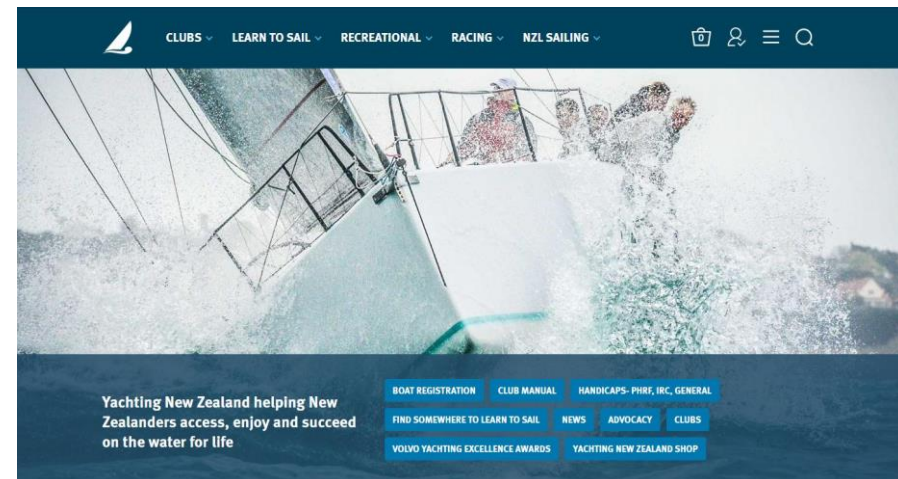 CLUBS
LEARN TO SAIL
RECREATIONAL
RACING
NZL SAILING
0
Yachting New Zealand helping New
Zealanders access, enjoy and succeed
on the water for life
BOAT REGISTRATION
CLUB MANUAL
HANDICAPS- PHRF, IRC, GENERAL
FIND SOMEWHERE TO LEARN TO SAIL
NEWS
ADVOCACY
CLUBS
VOLVO YACHTING EXCELLENCE AWARDS
YACHTING NEW ZEALAND SHOP